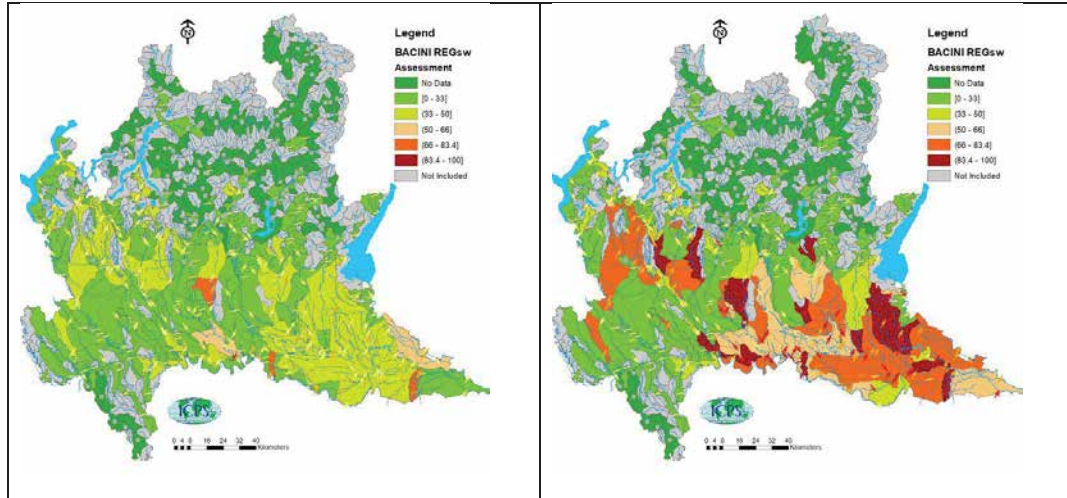 N
Legend
BACINI REGsw
Assessment
No Data
[0 - 33]
(33 - 50]
(50 - 66]
(66 - 83.4]
(83.4 - 100]
Not Included
ICPS
0 4 8 16 24 32 40
Kilometers
N
Legend
BACINI REGsw
Assessment
No Data
[0 - 33]
(33 - 50]
(50 - 66]
(66 - 83.4]
(83.4 - 100]
Not Included
ICPS
0 4 8 16 24 32 40
Kilometers